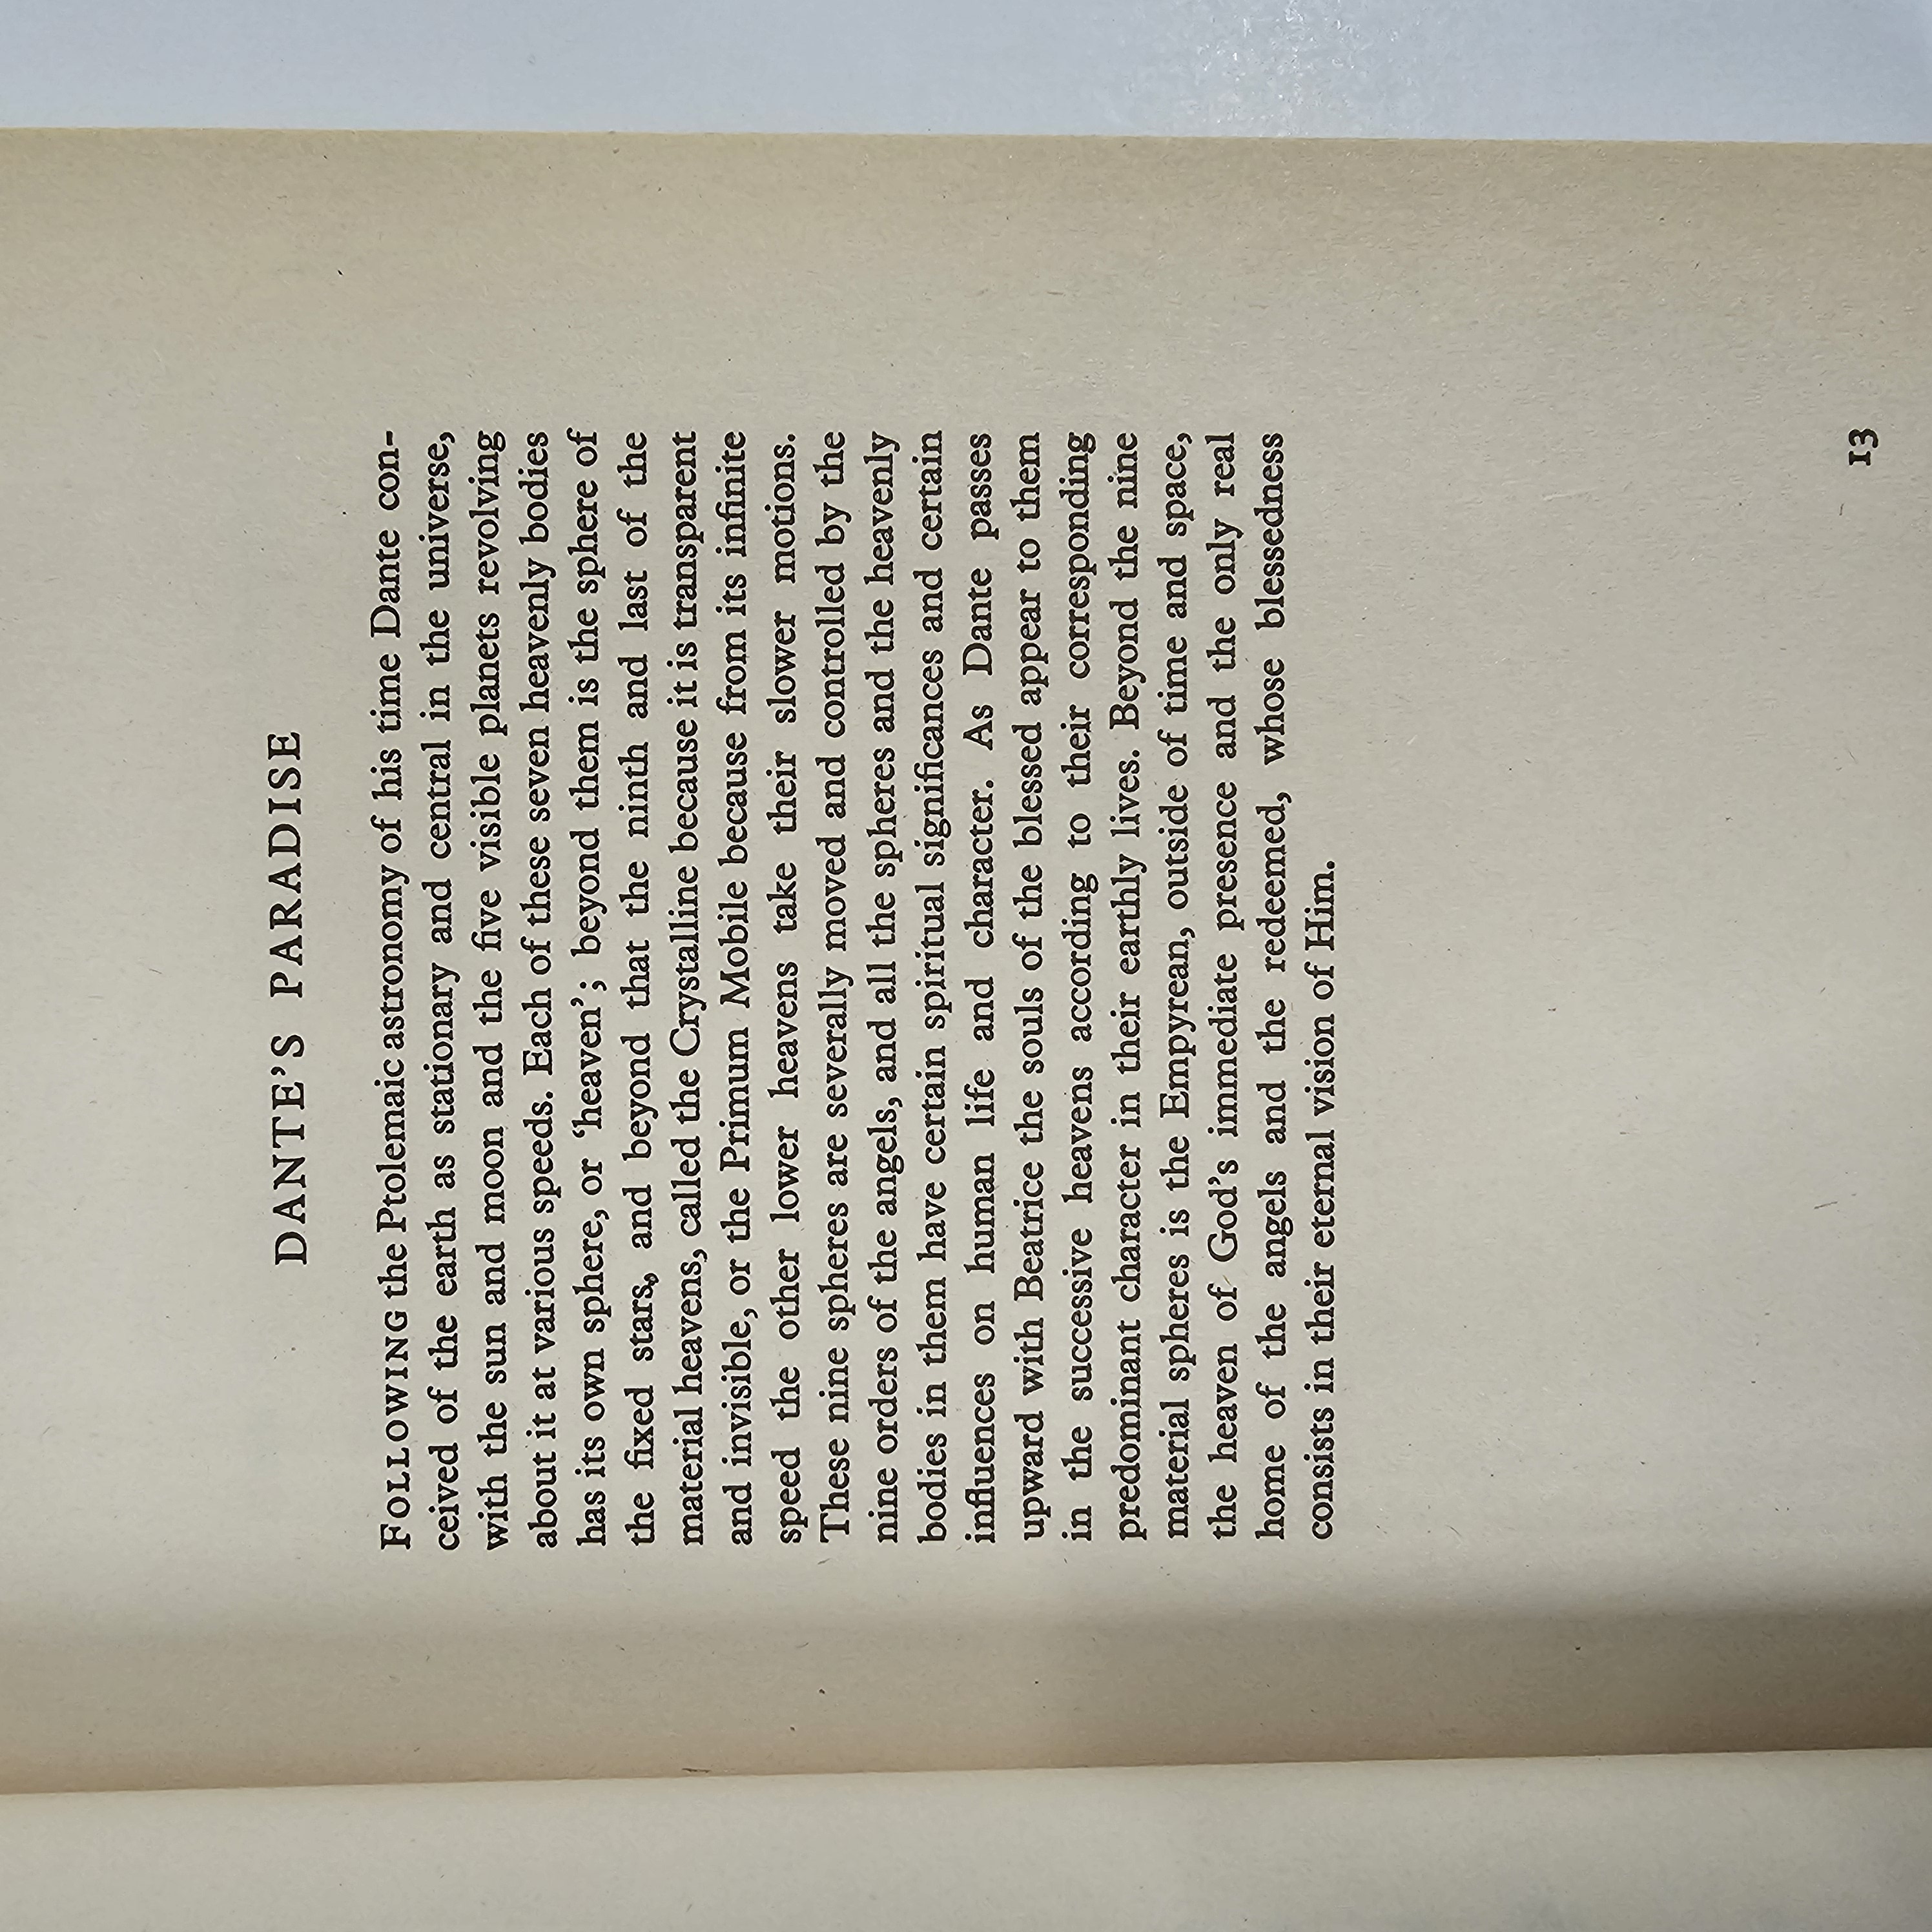 DANTE’S PARADISE
FOLLOWING the Ptolemaic astronomy of his time Dante con-
ceived of the earth as stationary and central in the universe,
with the sun and moon and the five visible planets revolving
about it at various speeds. Each of these seven heavenly bodies
has its own sphere, or ‘heaven’; beyond them is the sphere of
the fixed stars, and beyond that the ninth and last of the
material heavens, called the Crystalline because it is transparent
and invisible, or the Primum Mobile because from its infinite
speed the other lower heavens take their slower motions.
These nine spheres are severally moved and controlled by the
nine orders of the angels, and all the spheres and the heavenly
bodies in them have certain spiritual significances and certain
influences on human life and character. As Dante passes
upward with Beatrice the souls of the blessed appear to them
in the successive heavens according to their corresponding
predominant character in their earthly lives. Beyond the nine
material spheres is the Empyrean, outside of time and space,
the heaven of God’s immediate presence and the only real
home of the angels and the redeemed, whose blessedness
consists in their eternal vision of Him.
13